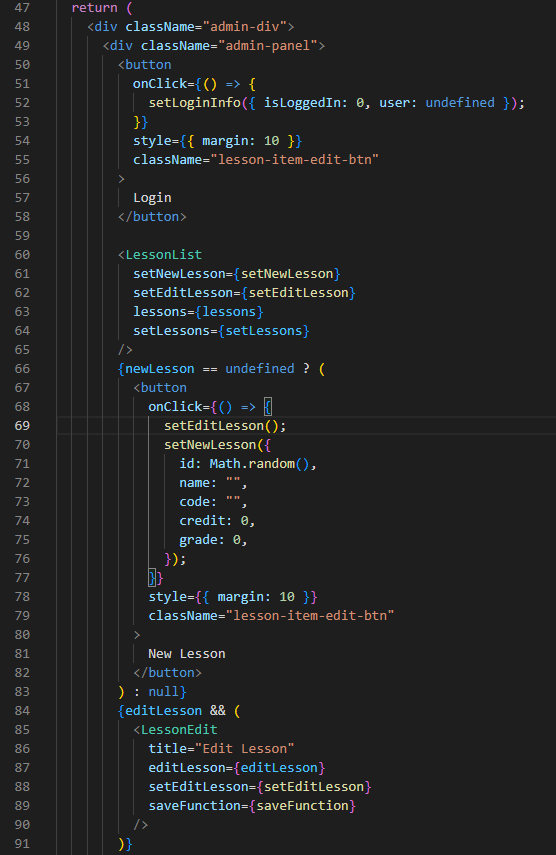 47 return (
48 <div className="admin-div">
49 <div className="admin-panel">
50 <button
51 onClick={() => {
52 setLoginInfo({ isLoggedIn: 0, user: undefined });
53 }}
54 style={{ margin: 10 }}
55 className="lesson-item-edit-btn"
56 >
57 Login
58 </button>
59
60 <LessonList
61 setNewLesson={setNewLesson}
62 setEditLesson={setEditLesson}
63 lessons={lessons}
64 setLessons={setLessons}
65 />
66 {newLesson == undefined ? (
67 <button
68 onClick={() => {
69 setEditLesson();
70 setNewLesson({
71 id: Math.random(),
72 name: "",
73 code: "",
74 credit: 0,
75 grade: 0,
76 });
77 }}
78 style={{ margin: 10 }}
79 className="lesson-item-edit-btn"
80 >
81 New Lesson
82 </button>
83 ) : null}
84 {editLesson && (
85 <LessonEdit
86 title="Edit Lesson"
87 editLesson={editLesson}
88 setEditLesson={setEditLesson}
89 saveFunction={saveFunction}
90 />
91 )}